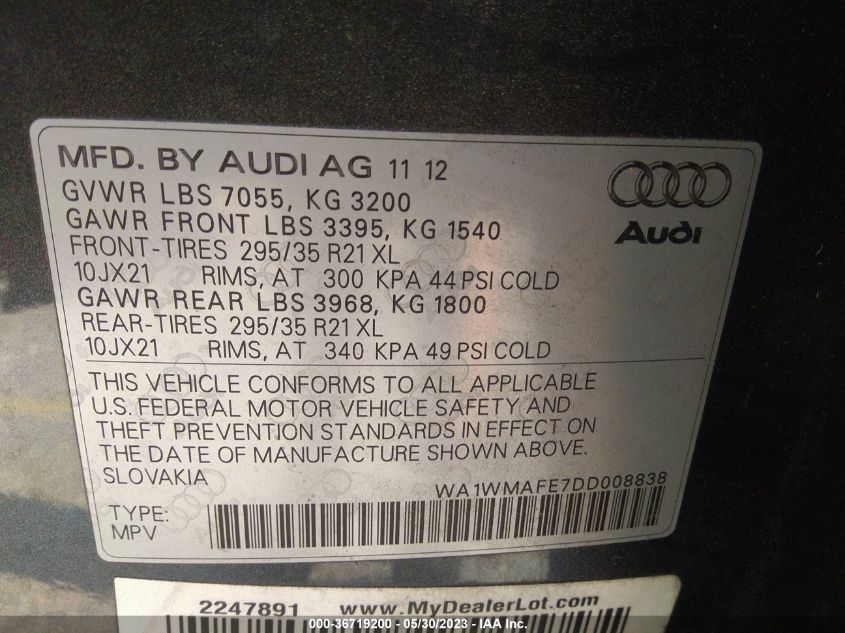 MFD. BY AUDI AG 11 12
GVWR LBS 7055, KG 3200
GAWR FRONT LBS 3395, KG 1540
FRONT-TIRES 295/35 R21 XL
10JX21 RIMS, AT 300 KPA 44 PSI COLD
GAWR REAR LBS 3968, KG 1800
REAR-TIRES 295/35 R21 XL
10JX21 RIMS, AT 340 KPA 49 PSI COLD
Audi
THIS VEHICLE CONFORMS TO ALL APPLICABLE
U.S. FEDERAL MOTOR VEHICLE SAFETY AND
THEFT PREVENTION STANDARDS IN EFFECT ON
THE DATE OF MANUFACTURE SHOWN ABOVE.
SLOVAKIA
WA1WMAFE7DD008838
TYPE:
MPV
2247891 www.MyDealerLot.com
000-36719200 - 05/30/2023 - IAA Inc.